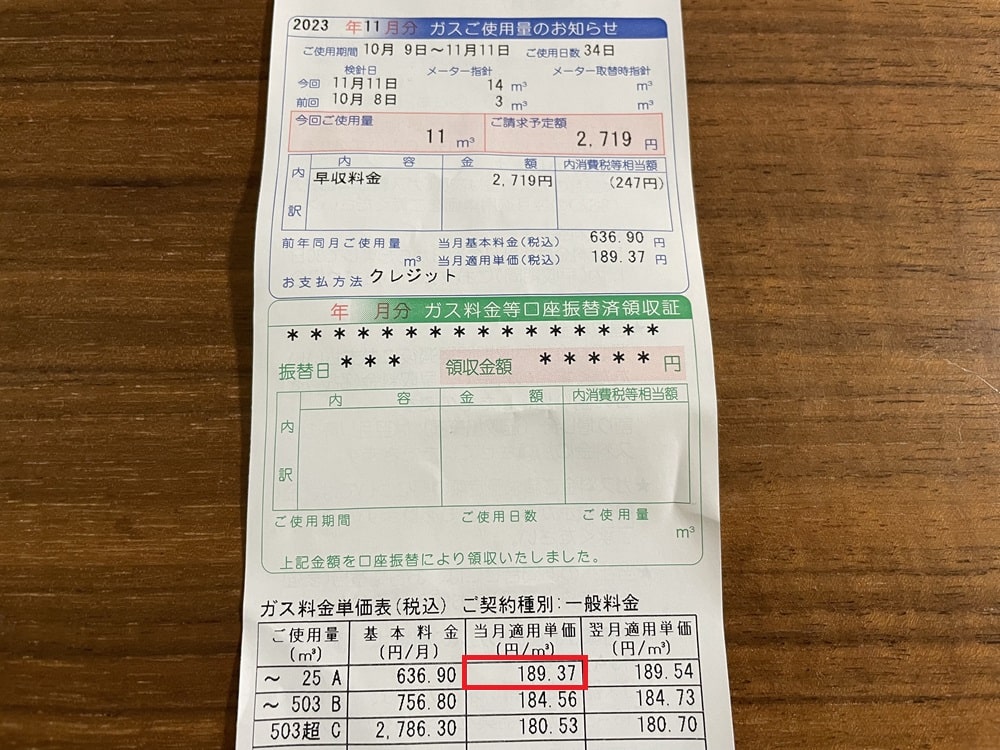 2023 年 11 月分 ガスご使用量のお知らせ
ご使用期間 10月 9日～11月11日 ご使用日数 34日
検針日 メーター指針 メーター取替時指針
今回 11月11日 14 m³ m³
前回 10月 8日 3 m³ m³
今回ご使用量 11 m³ ご請求予定額 2,719 円
内訳 内容 金額 内消費税等相当額
早収料金 2,719円 (247円)
前年同月ご使用量 m³ 当月基本料金(税込) 636.90 円
当月適用単価(税込) 189.37 円
お支払方法 クレジット
年 月分 ガス料金等口座振替済領収証
＊＊＊＊＊＊＊＊＊＊＊＊＊＊＊＊
振替日 ＊＊＊ 領収金額 ＊＊＊＊＊ 円
内訳 内容 金額 内消費税等相当額
ご使用期間 ご使用日数 ご使用量
m³
上記金額を口座振替により領収いたしました。
ガス料金単価表(税込) ご契約種別:一般料金
ご使用量 (m³) 基本料金 (円/月) 当月適用単価 (円/m³) 翌月適用単価 (円/m³)
～ 25 A 636.90 189.37 189.54
～ 503 B 756.80 184.56 184.73
503超 C 2,786.30 180.53 180.70